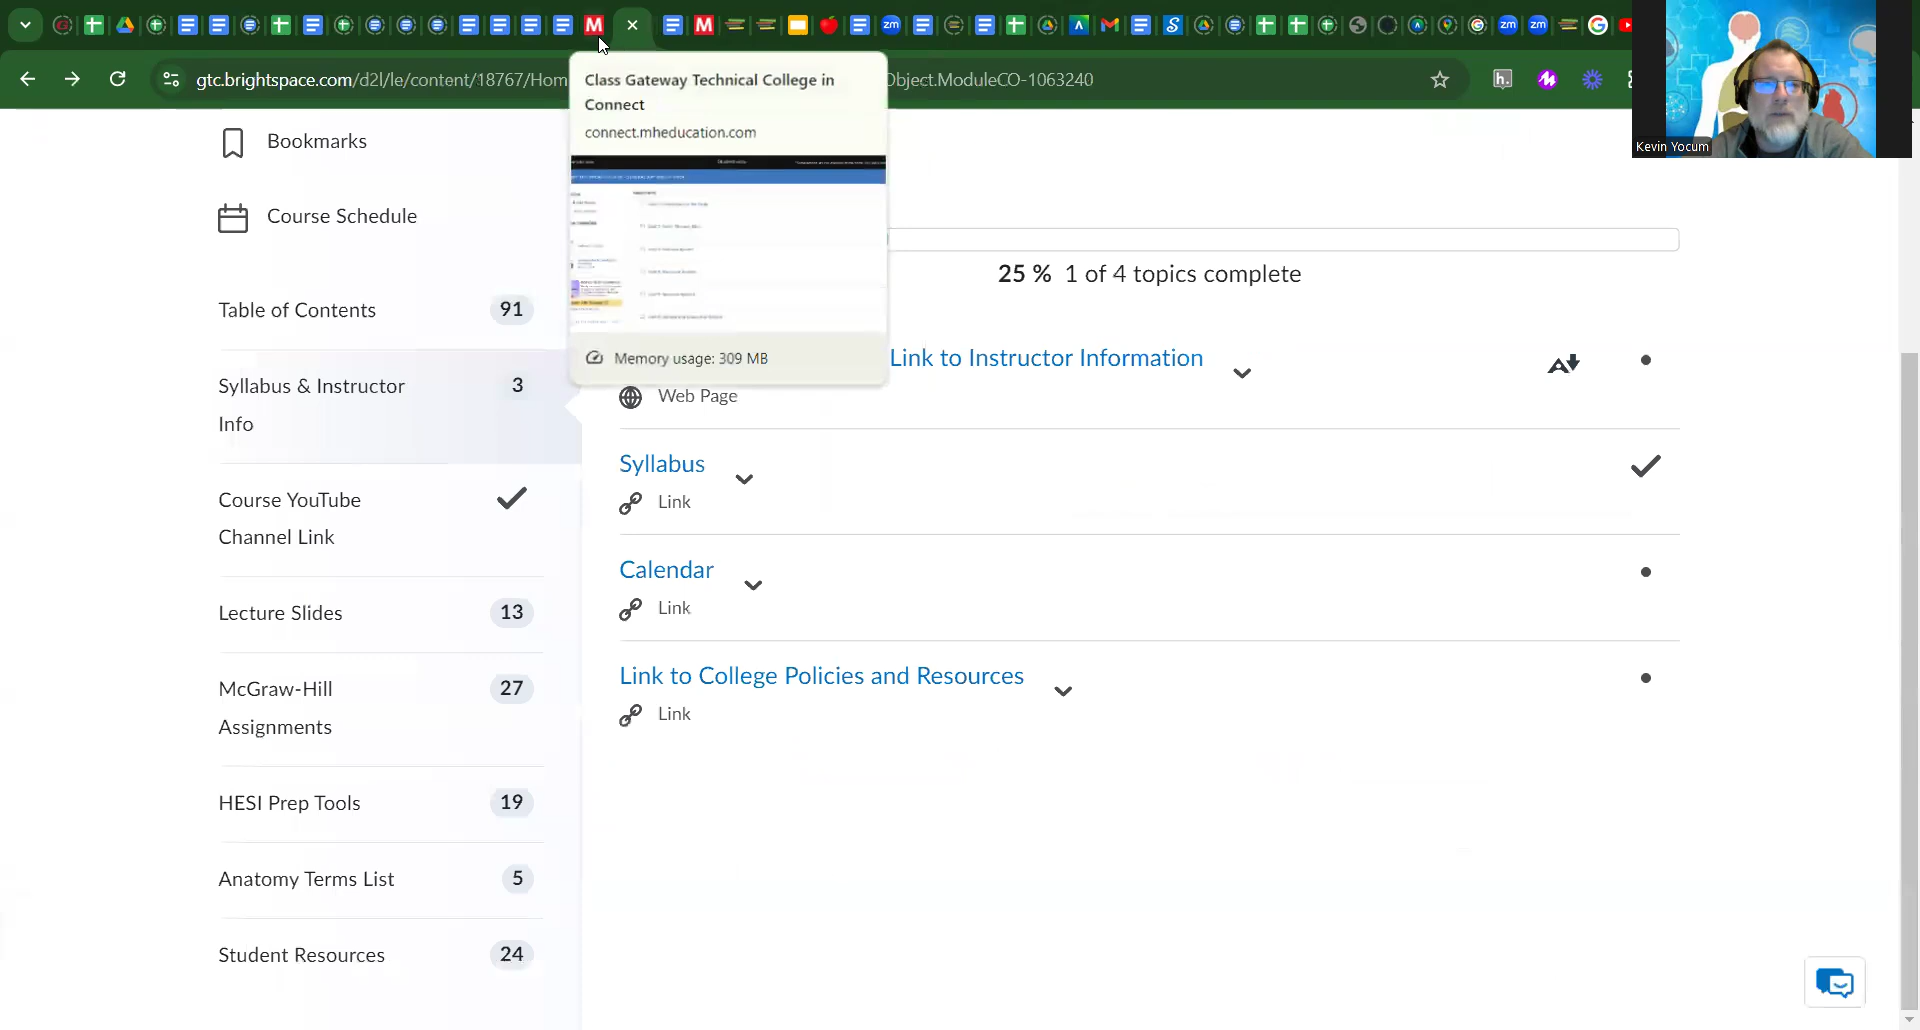 gtc.brightspace.com/d2l/le/content/18767/Hom
bject.ModuleCO-1063240
Class Gateway Technical College in
Connect
connect.mheducation.com
Memory usage: 309 MB
Kevin Yocum
Bookmarks
Course Schedule
Table of Contents 91
Syllabus & Instructor 3
Info
Course YouTube
Channel Link
Lecture Slides 13
McGraw-Hill 27
Assignments
HESI Prep Tools 19
Anatomy Terms List 5
Student Resources 24
25 % 1 of 4 topics complete
Link to Instructor Information
Web Page
Syllabus
Link
Calendar
Link
Link to College Policies and Resources
Link